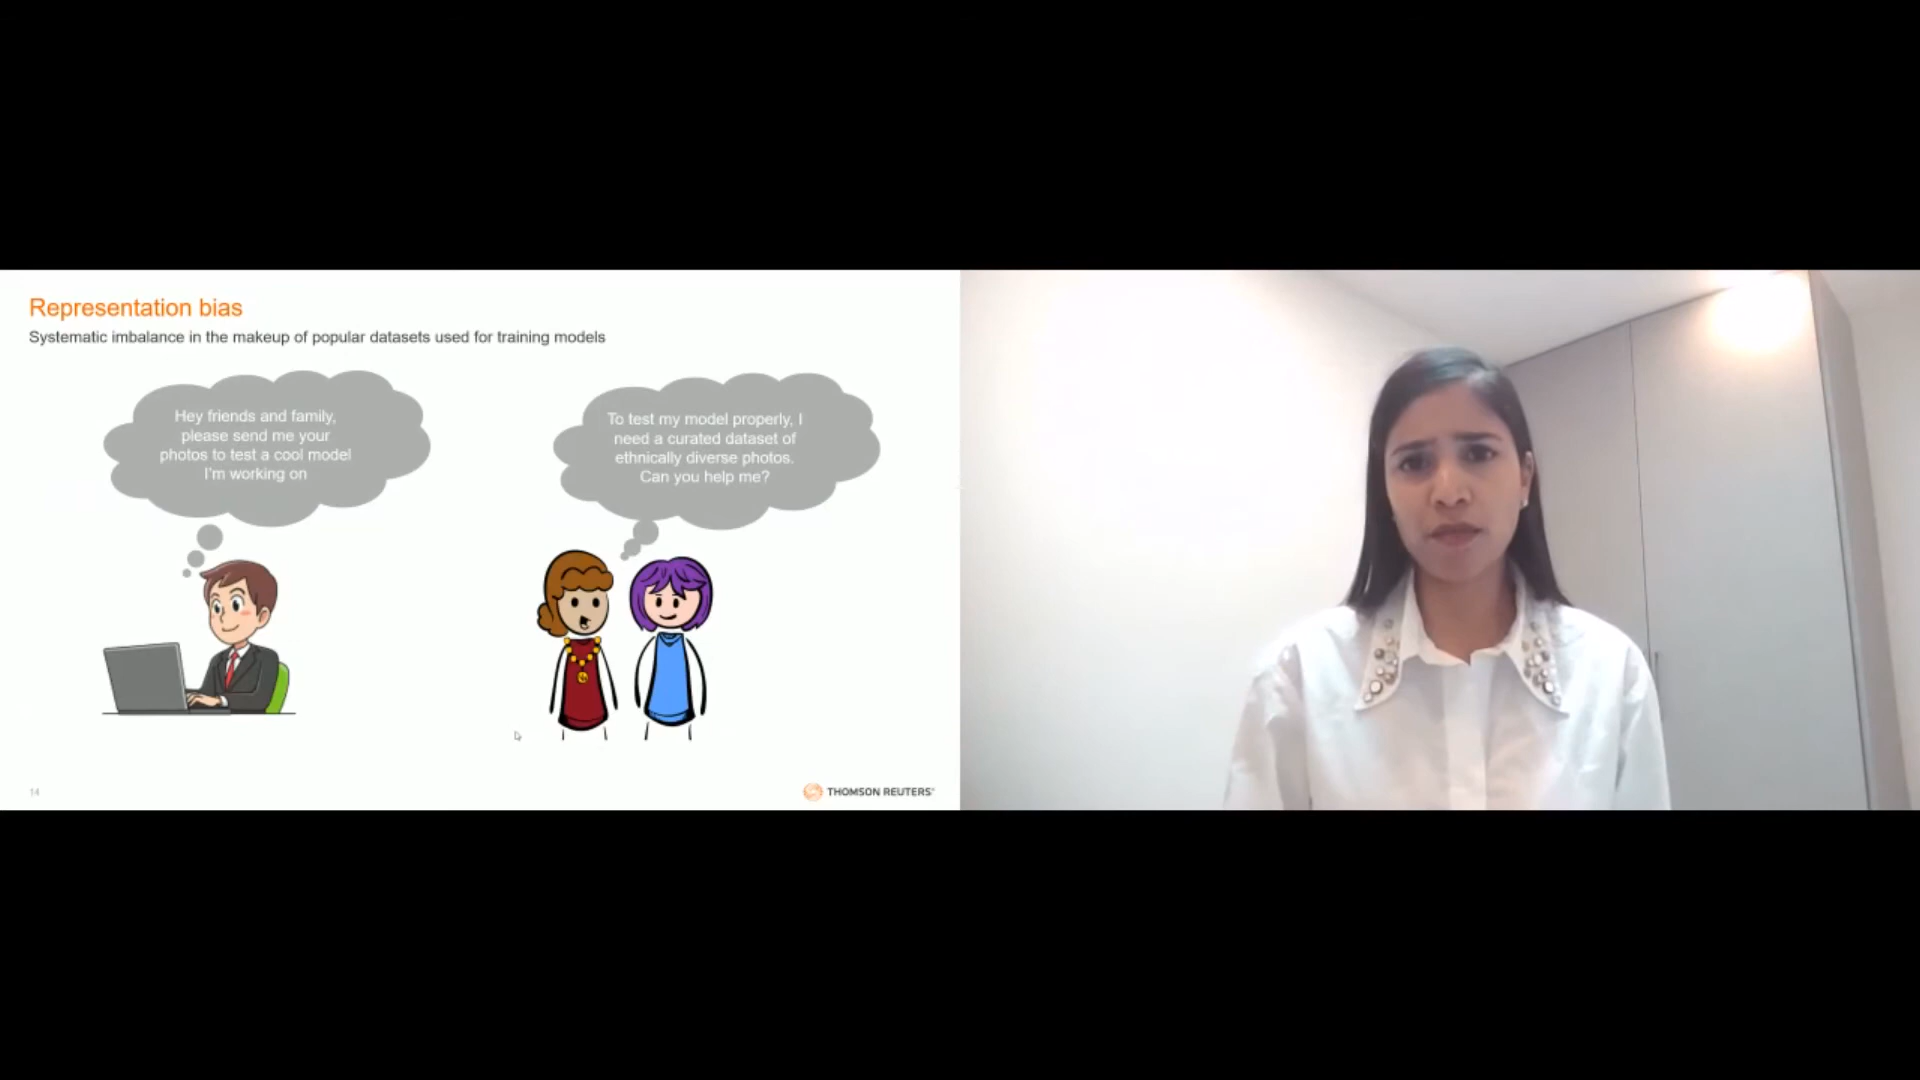 Representation bias
Systematic imbalance in the makeup of popular datasets used for training models
Hey friends and family,
please send me your
photos to test a cool model
I'm working on
To test my model properly, I
need a curated dataset of
ethnically diverse photos.
Can you help me?
14
THOMSON REUTERS®